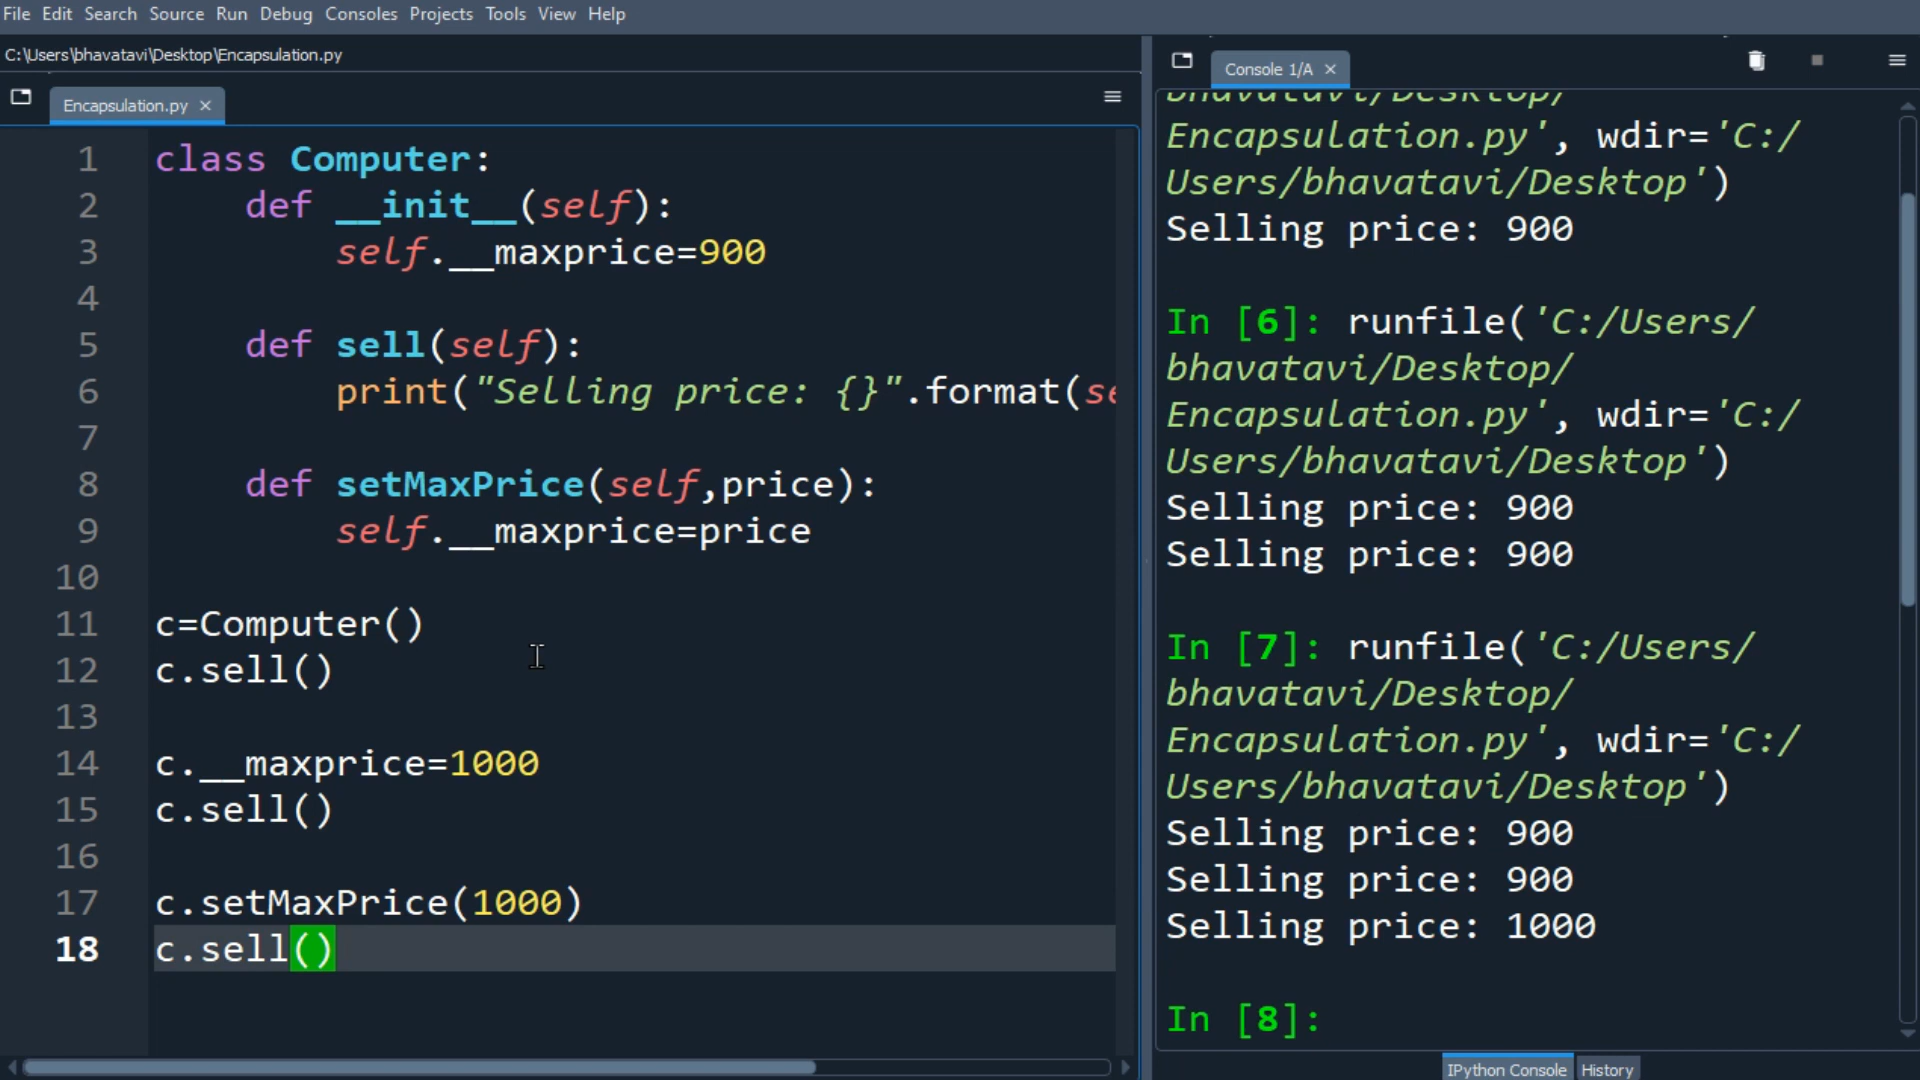 File Edit Search Source Run Debug Consoles Projects Tools View Help
C:\Users\bhavatavi\Desktop\Encapsulation.py
Encapsulation.py
1 class Computer:
2 def __init__(self):
3 self.__maxprice=900
4
5 def sell(self):
6 print("Selling price: {}".format(se
7
8 def setMaxPrice(self,price):
9 self.__maxprice=price
10
11 c=Computer()
12 c.sell()
13
14 c.__maxprice=1000
15 c.sell()
16
17 c.setMaxPrice(1000)
18 c.sell()
Console 1/A
bhavatavi/Desktop/
Encapsulation.py', wdir='C:/
Users/bhavatavi/Desktop')
Selling price: 900
In [6]: runfile('C:/Users/
bhavatavi/Desktop/
Encapsulation.py', wdir='C:/
Users/bhavatavi/Desktop')
Selling price: 900
Selling price: 900
In [7]: runfile('C:/Users/
bhavatavi/Desktop/
Encapsulation.py', wdir='C:/
Users/bhavatavi/Desktop')
Selling price: 900
Selling price: 900
Selling price: 1000
In [8]:
IPython Console History